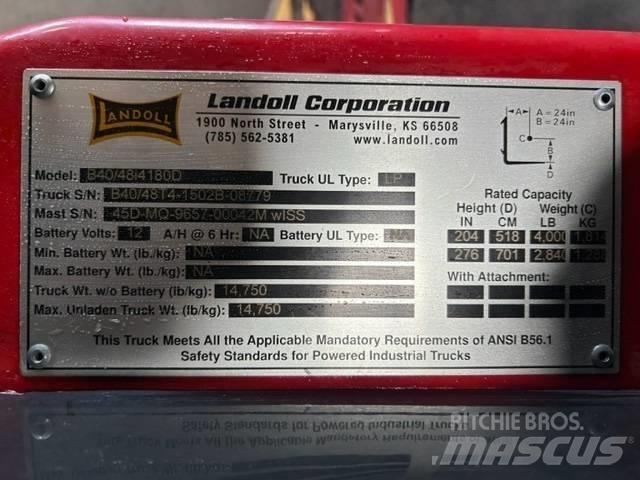 LANDOLL
Landoll Corporation
1900 North Street - Marysville, KS 66508
(785) 562-5381 www.landoll.com
A
A = 24in
B = 24in
B
D
Model: B40/48i4180D Truck UL Type: LP
Truck S/N: B40/4814-1502B-08779
Mast S/N: 45D-MQ-9657-00042M wISS
Battery Volts: 12 A/H @ 6 Hr: NA Battery UL Type:
Min. Battery Wt. (lb/kg): NA
Max. Battery Wt. (lb/kg): NA
Truck Wt. w/o Battery (lb/kg): 14,750
Max. Unladen Truck Wt. (lb/kg): 14,750
Rated Capacity
Height (D) Weight (C)
IN CM LB KG
204 518 4,000
276 701 2,840
With Attachment:
This Truck Meets All the Applicable Mandatory Requirements of ANSI B56.1
Safety Standards for Powered Industrial Trucks
RITCHIE BROS.
MASCUS